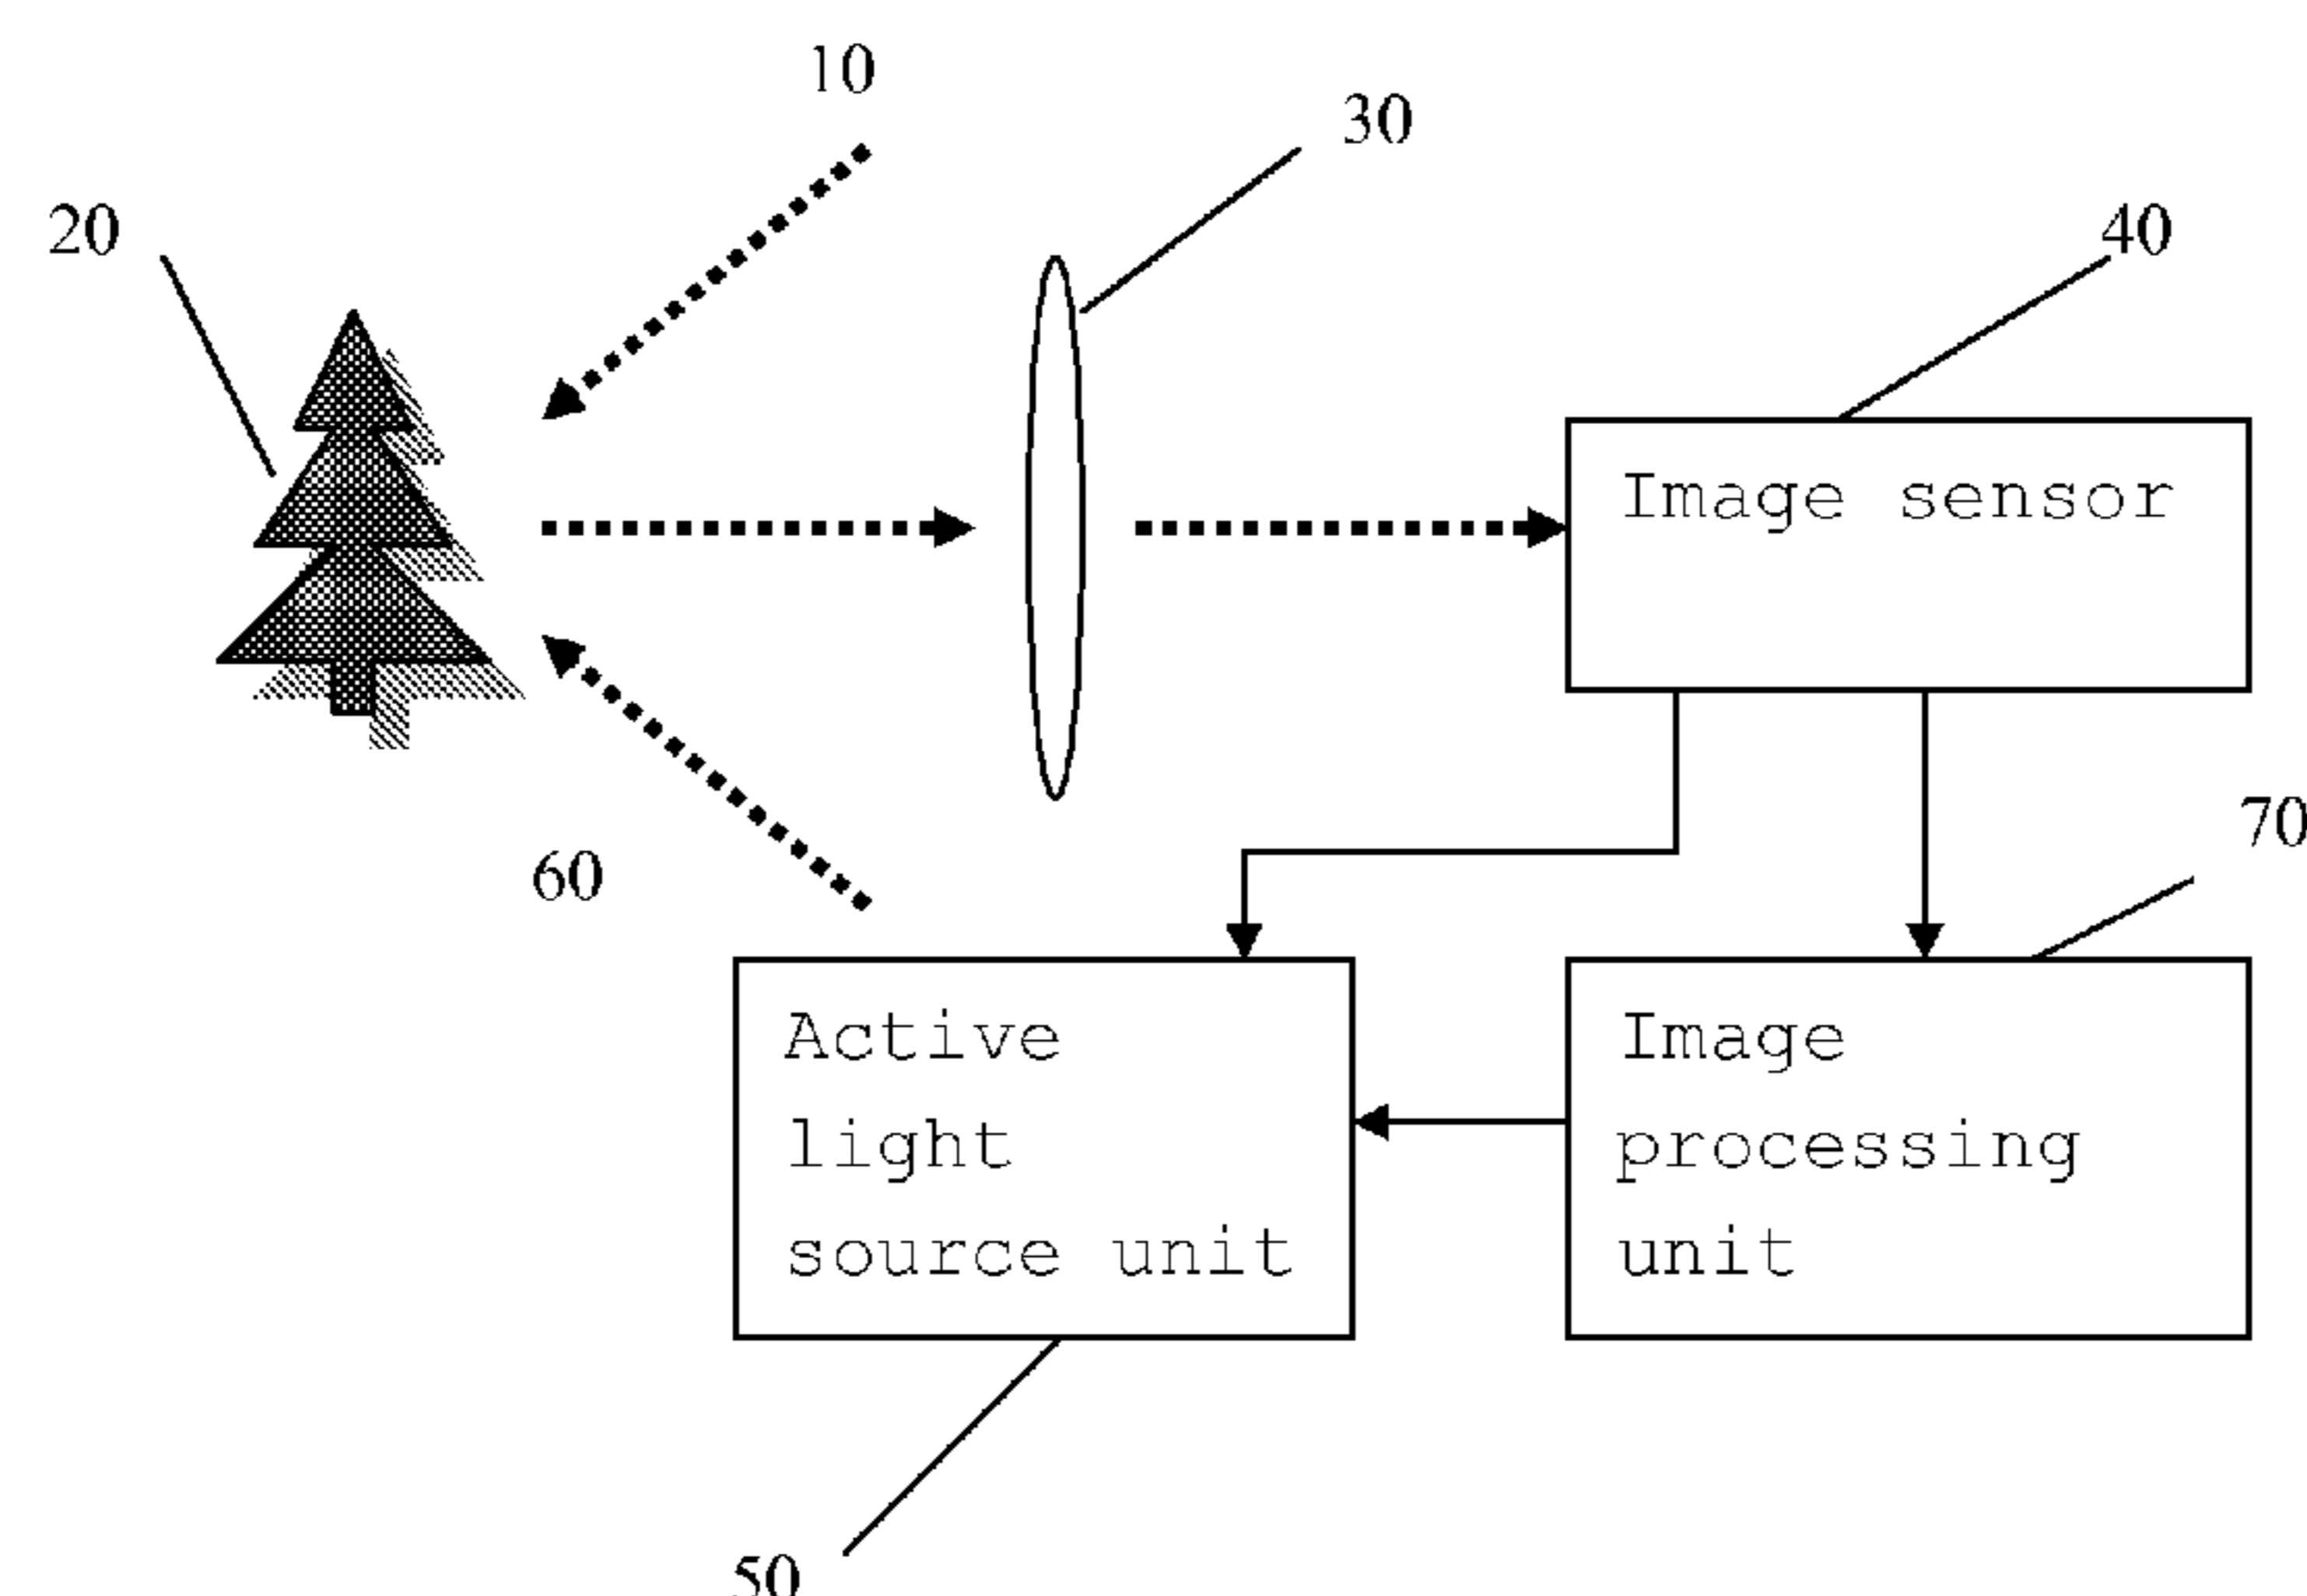 10
30
20
40
Image sensor
70
60
Active
light
source unit
Image
processing
unit
50